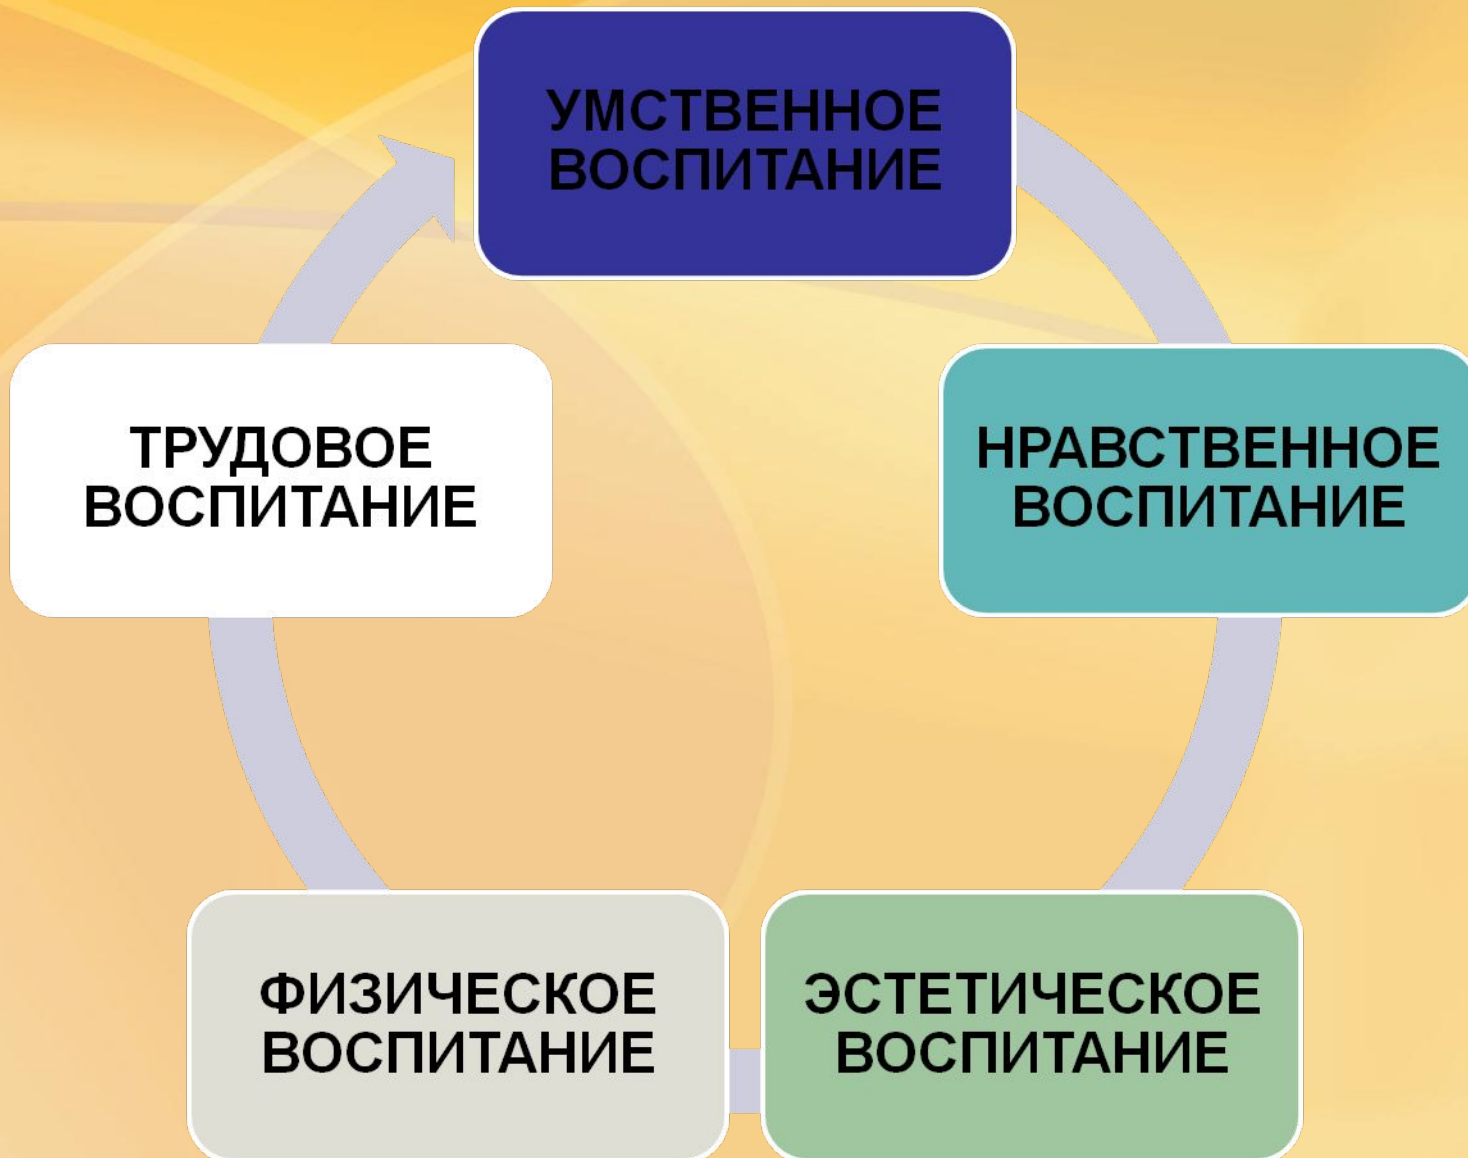 УМСТВЕННОЕ
ВОСПИТАНИЕ
НРАВСТВЕННОЕ
ВОСПИТАНИЕ
ЭСТЕТИЧЕСКОЕ
ВОСПИТАНИЕ
ФИЗИЧЕСКОЕ
ВОСПИТАНИЕ
ТРУДОВОЕ
ВОСПИТАНИЕ